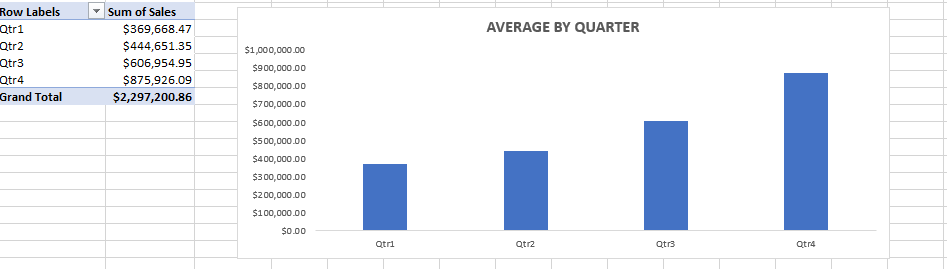 Row Labels Sum of Sales
Qtr1 $369,668.47
Qtr2 $444,651.35
Qtr3 $606,954.95
Qtr4 $875,926.09
Grand Total $2,297,200.86
AVERAGE BY QUARTER
$1,000,000.00
$900,000.00
$800,000.00
$700,000.00
$600,000.00
$500,000.00
$400,000.00
$300,000.00
$200,000.00
$100,000.00
$0.00
Qtr1 Qtr2 Qtr3 Qtr4